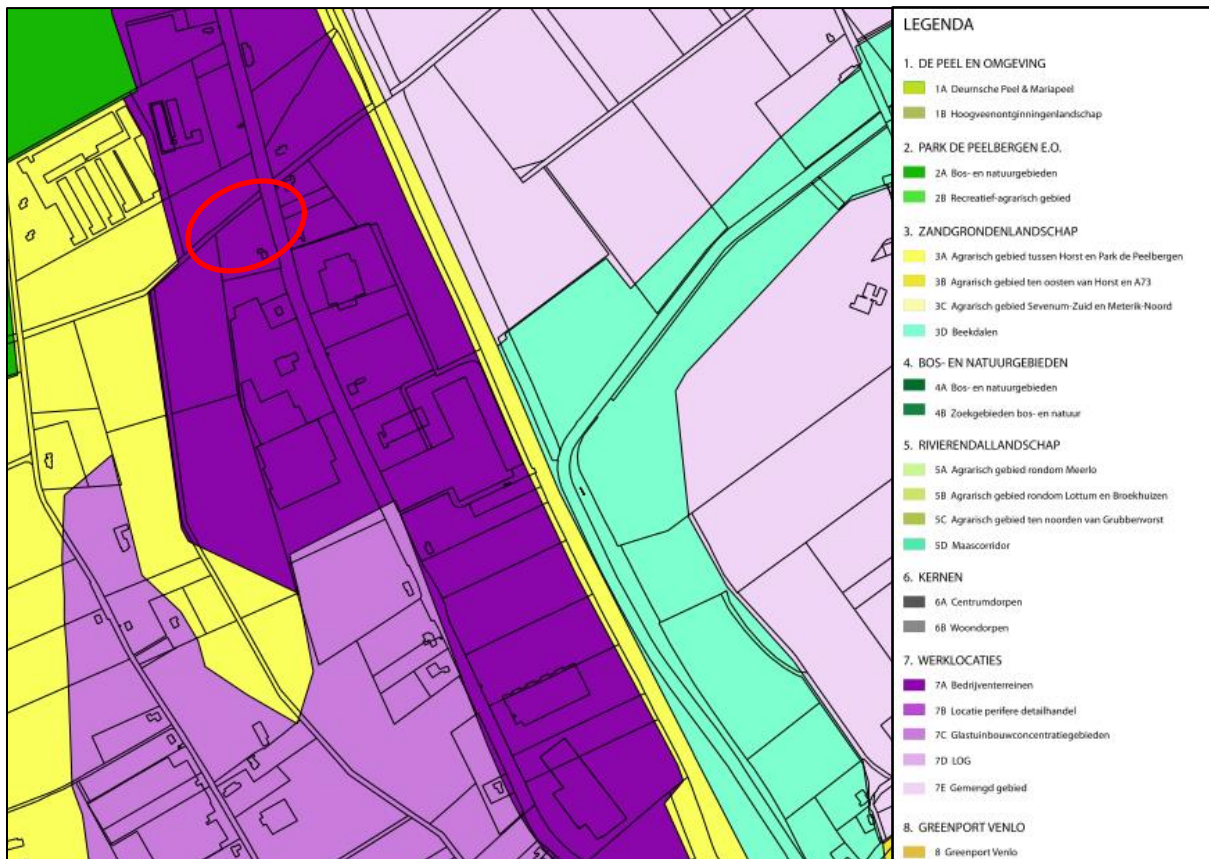 LEGENDA
1. DE PEEL EN OMGEVING
1A Deurnsche Peel & Mariapeel
1B Hoogveenontginningenlandschap
2. PARK DE PEELBERGEN E.O.
2A Bos- en natuurgebieden
2B Recreatief-agrarisch gebied
3. ZANDGRONDENLANDSCHAP
3A Agrarisch gebied tussen Horst en Park de Peelbergen
3B Agrarisch gebied ten oosten van Horst en A73
3C Agrarisch gebied Sevenum-Zuid en Meterik-Noord
3D Beekdalen
4. BOS- EN NATUURGEBIEDEN
4A Bos- en natuurgebieden
4B Zoekgebieden bos- en natuur
5. RIVIERENDALLANDSCHAP
5A Agrarisch gebied rondom Meerlo
5B Agrarisch gebied rondom Lottum en Broekhuizen
5C Agrarisch gebied ten noorden van Grubbenvorst
5D Maascorridor
6. KERNEN
6A Centrumdorpen
6B Woondorpen
7. WERKLOCATIES
7A Bedrijventerreinen
7B Locatie perifere detailhandel
7C Glastuinbouwconcentratiegebieden
7D LOG
7E Gemengd gebied
8. GREENPORT VENLO
8 Greenport Venlo